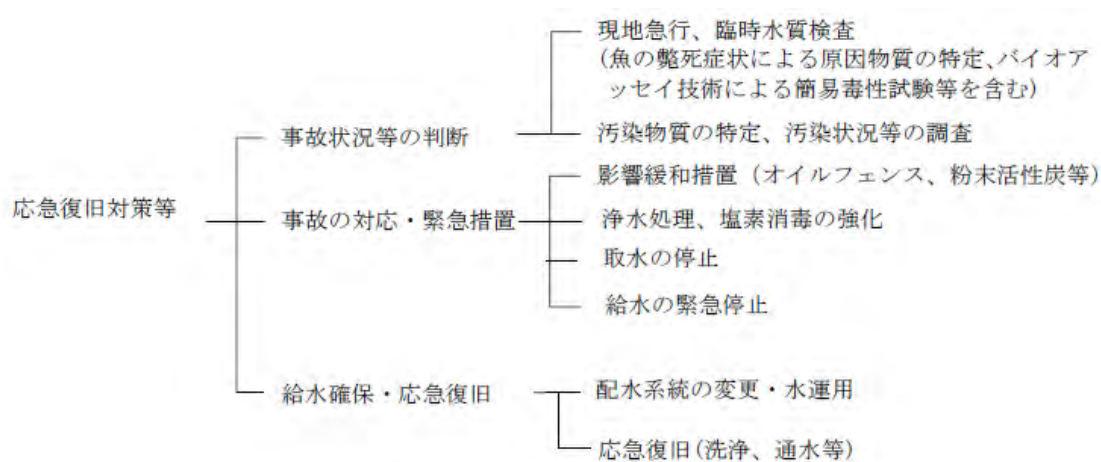 応急復旧対策等
事故状況等の判断
現地急行、臨時水質検査
(魚の斃死症状による原因物質の特定、バイオア
ッセイ技術による簡易毒性試験等を含む)
汚染物質の特定、汚染状況等の調査
事故の対応・緊急措置
影響緩和措置（オイルフェンス、粉末活性炭等）
浄水処理、塩素消毒の強化
取水の停止
給水の緊急停止
給水確保・応急復旧
配水系統の変更・水運用
応急復旧(洗浄、通水等)